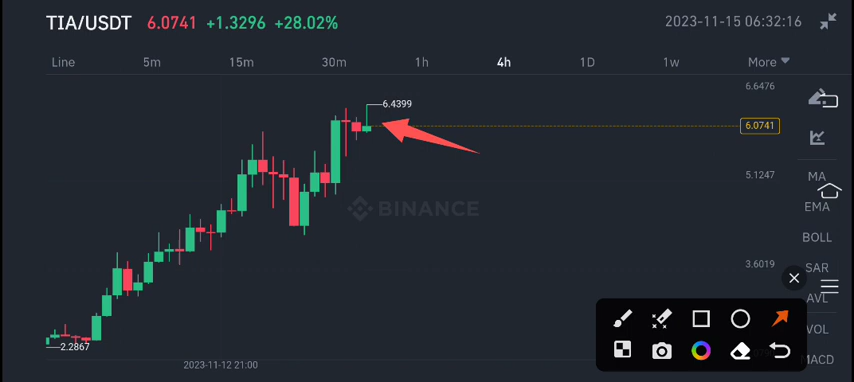 TIA/USDT 6.0741 +1.3296 +28.02% 2023-11-15 06:32:16
Line 5m 15m 30m 1h 4h 1D 1w More
6.6476
6.4399
6.0741
5.1247
MA
BINANCE
EMA
BOLL
3.6019
SAR
AVL
VOL
2.2867
MACD
2023-11-12 21:00